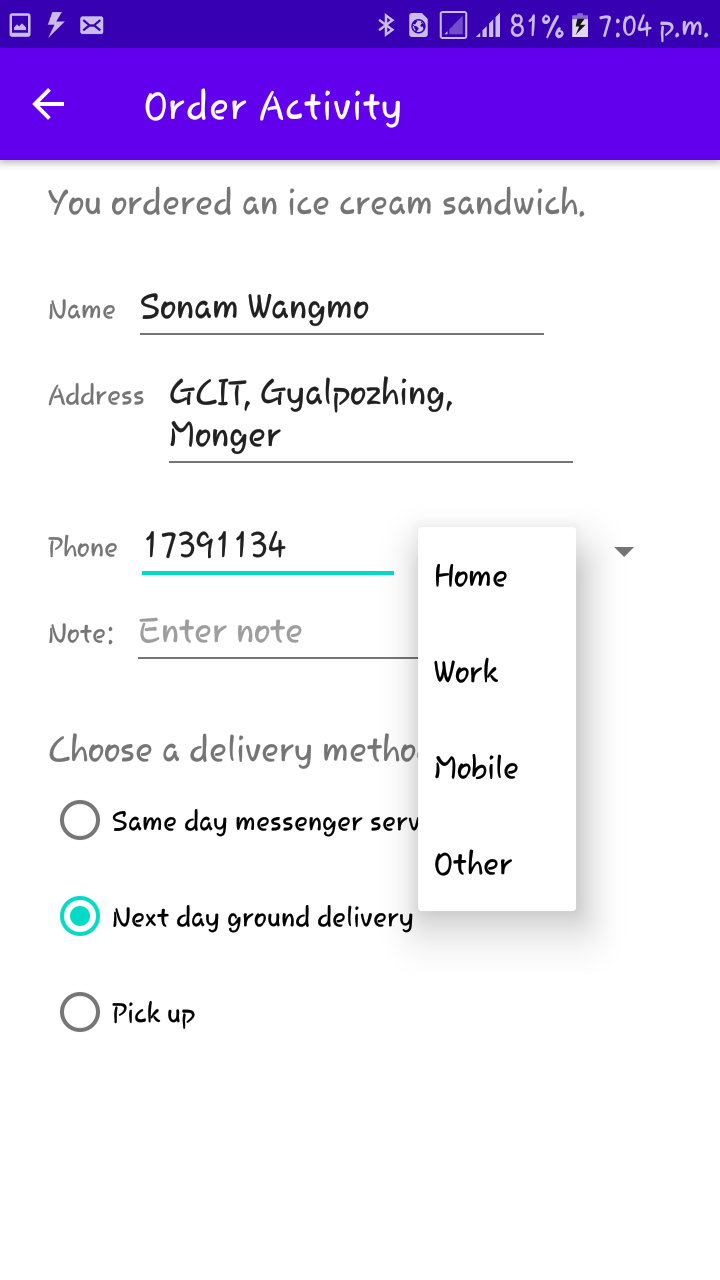 81% 7:04 p.m.
Order Activity
You ordered an ice cream sandwich.
Name Sonam Wangmo
Address GCIT, Gyalpozhing,
Monger
Phone 17391134
Home
Work
Mobile
Other
Note: Enter note
Choose a delivery metho
Same day messenger serv
Next day ground delivery
Pick up